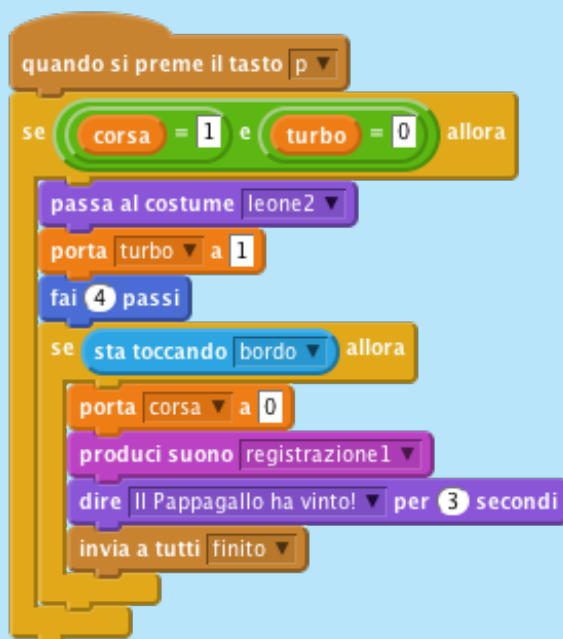 quando si preme il tasto p
se corsa = 1 e turbo = 0 allora
passa al costume leone2
porta turbo a 1
fai 4 passi
se sta toccando bordo allora
porta corsa a 0
produci suono registrazione1
dire Il Pappagallo ha vinto! per 3 secondi
invia a tutti finito